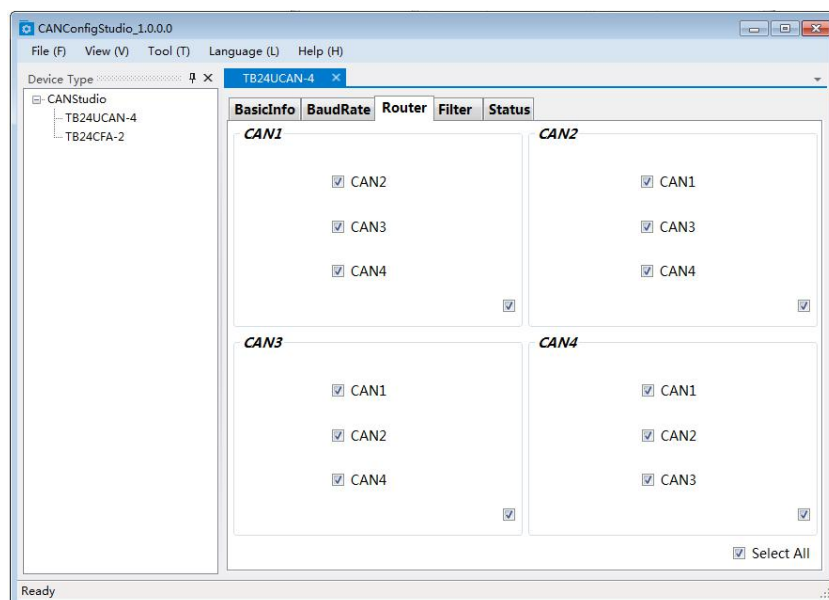 CANConfigStudio_1.0.0.0
File (F) View (V) Tool (T) Language (L) Help (H)
Device Type
CANStudio
TB24UCAN-4
TB24CFA-2
TB24UCAN-4
BasicInfo BaudRate Router Filter Status
CAN1
CAN2
CAN3
CAN4
CAN2
CAN1
CAN3
CAN4
CAN3
CAN1
CAN2
CAN4
CAN4
CAN1
CAN2
CAN3
Select All
Ready